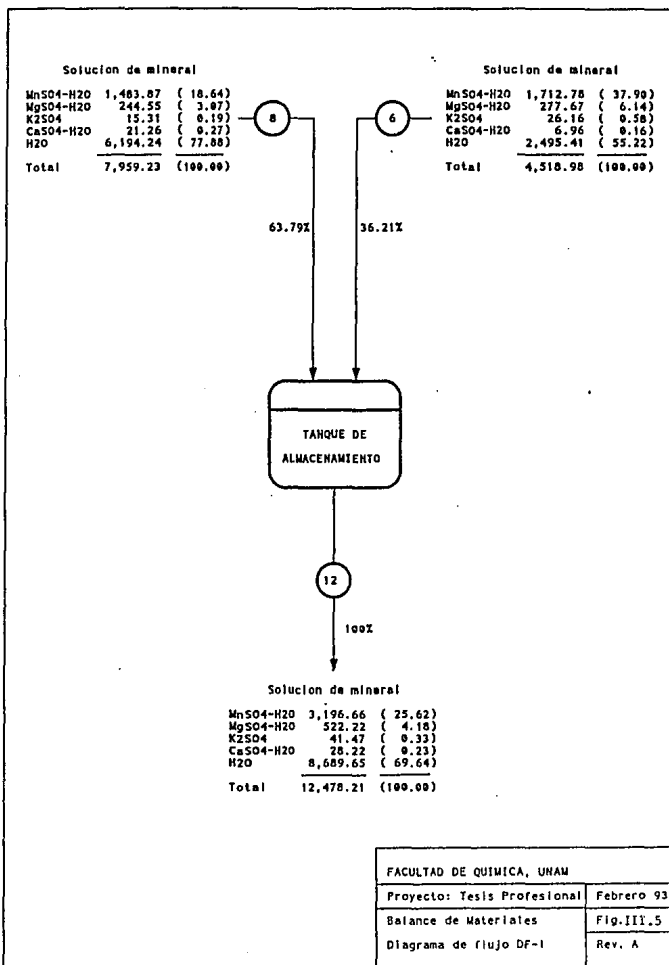 Solucion de mineral
MnSO4-H2O 1,483.87 ( 18.64)
MgSO4-H2O 244.55 ( 3.07)
K2SO4 15.31 ( 0.19)
CaSO4-H2O 21.26 ( 0.27)
H2O 6,194.24 ( 77.88)
Total 7,959.23 (100.00)
8
63.79%
Solucion de mineral
MnSO4-H2O 1,712.78 ( 37.90)
MgSO4-H2O 277.67 ( 6.14)
K2SO4 26.16 ( 0.58)
CaSO4-H2O 6.96 ( 0.16)
H2O 2,495.41 ( 55.22)
Total 4,518.98 (100.00)
6
36.21%
TANQUE DE
ALMACENAMIENTO
12
100%
Solucion de mineral
MnSO4-H2O 3,196.66 ( 25.62)
MgSO4-H2O 522.22 ( 4.18)
K2SO4 41.47 ( 0.33)
CaSO4-H2O 28.22 ( 0.23)
H2O 8,689.65 ( 69.64)
Total 12,478.21 (100.00)
FACULTAD DE QUIMICA, UNAM
Proyecto: Tesis Profesional Febrero 93
Balance de Materiales Fig.III.5
Diagrama de flujo DF-1 Rev. A